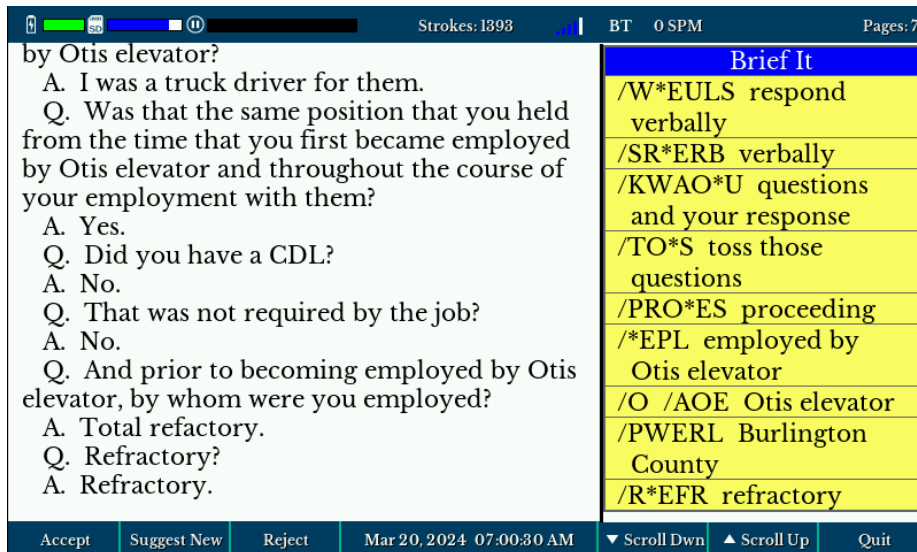 SD
Strokes: 1393
BT 0 SPM
Pages: 7
by Otis elevator?
A. I was a truck driver for them.
Q. Was that the same position that you held
from the time that you first became employed
by Otis elevator and throughout the course of
your employment with them?
A. Yes.
Q. Did you have a CDL?
A. No.
Q. That was not required by the job?
A. No.
Q. And prior to becoming employed by Otis
elevator, by whom were you employed?
A. Total refactory.
Q. Refractory?
A. Refractory.
Brief It
/W*EULS respond
verbally
/SR*ERB verbally
/KWAO*U questions
and your response
/TO*S toss those
questions
/PRO*ES proceeding
/*EPL employed by
Otis elevator
/O /AOE Otis elevator
/PWERL Burlington
County
/R*EFR refractory
Accept
Suggest New
Reject
Mar 20, 2024 07:00:30 AM
▼ Scroll Dwn
▲ Scroll Up
Quit